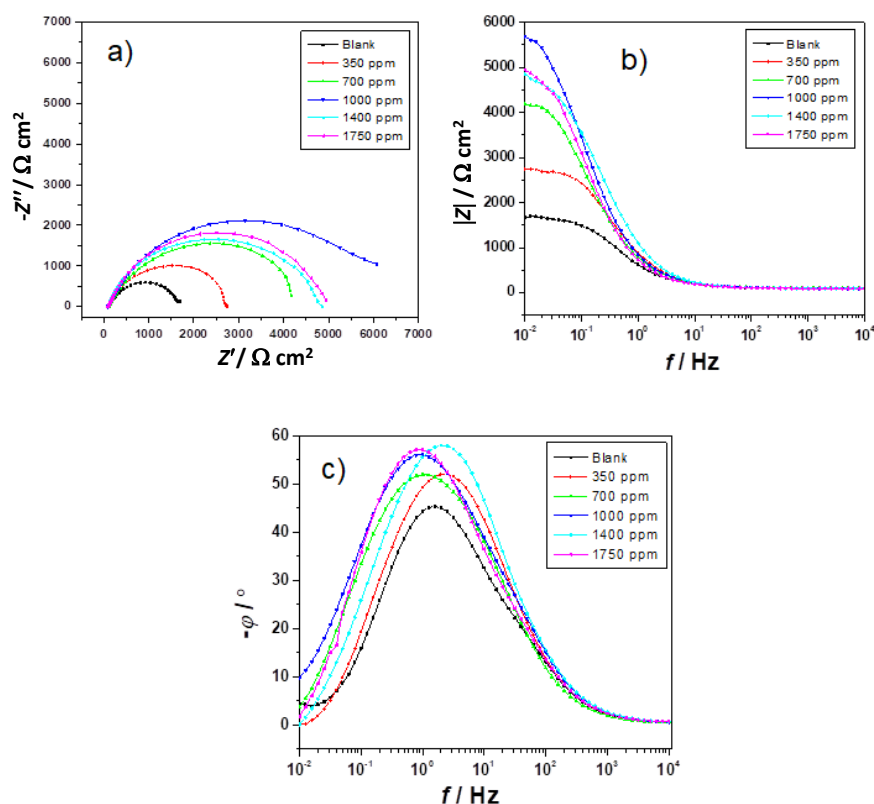 a)
7000
6000
5000
4000
3000
2000
1000
0
-Z''/ Ω cm²
Blank
350 ppm
700 ppm
1000 ppm
1400 ppm
1750 ppm
0 1000 2000 3000 4000 5000 6000 7000
Z'/ Ω cm²
b)
6000
5000
4000
3000
2000
1000
0
|Z| / Ω cm²
Blank
350 ppm
700 ppm
1000 ppm
1400 ppm
1750 ppm
10⁻² 10⁻¹ 10⁰ 10¹ 10² 10³ 10⁴
f / Hz
c)
60
50
40
30
20
10
0
-φ / °
Blank
350 ppm
700 ppm
1000 ppm
1400 ppm
1750 ppm
10⁻² 10⁻¹ 10⁰ 10¹ 10² 10³ 10⁴
f / Hz